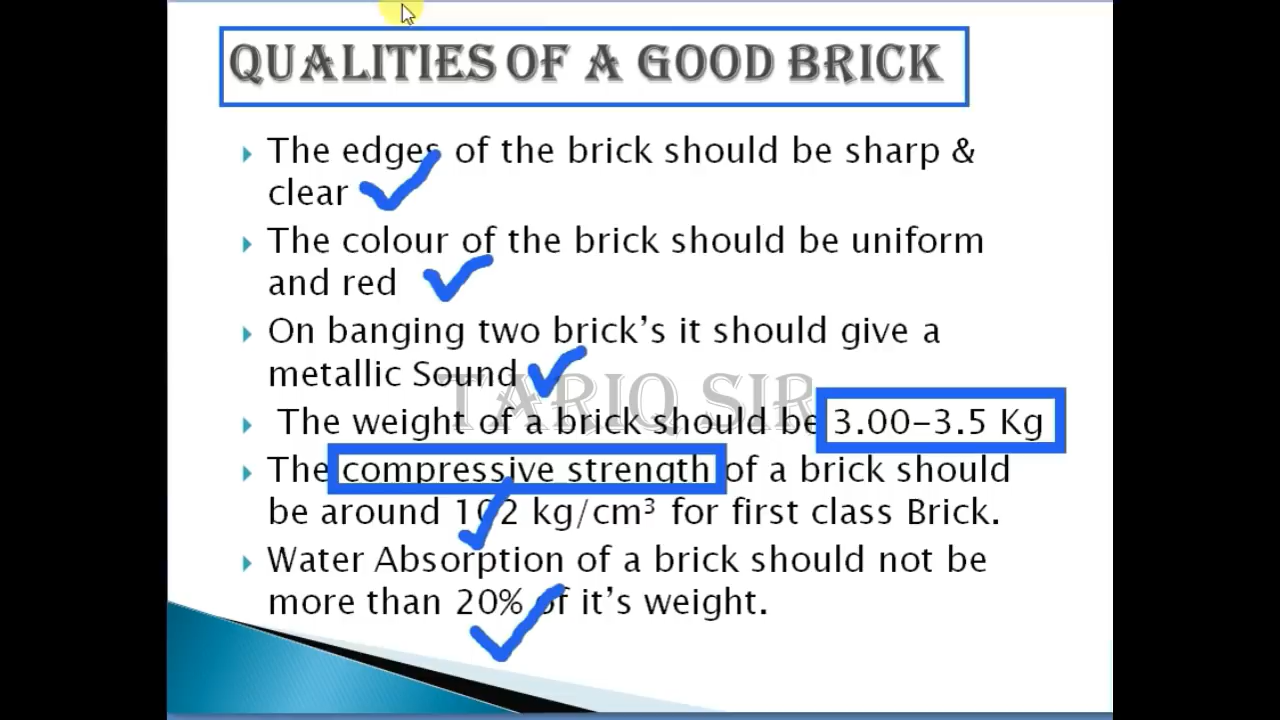 QUALITIES OF A GOOD BRICK
The edges of the brick should be sharp &
clear
The colour of the brick should be uniform
and red
On banging two brick's it should give a
metallic Sound
TARIQ SIR
The weight of a brick should be 3.00-3.5 Kg
The compressive strength of a brick should
be around 102 kg/cm³ for first class Brick.
Water Absorption of a brick should not be
more than 20% of it's weight.